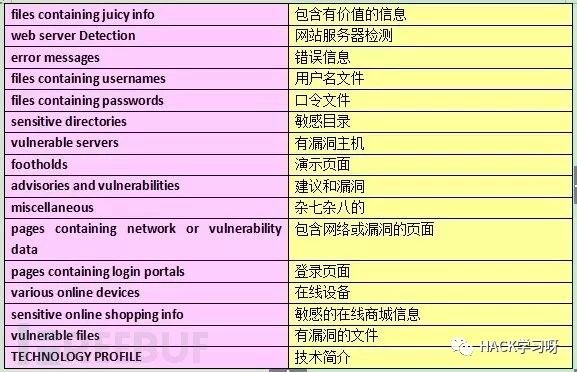 files containing juicy info 包含有价值的信息
web server Detection 网站服务器检测
error messages 错误信息
files containing usernames 用户名文件
files containing passwords 口令文件
sensitive directories 敏感目录
vulnerable servers 有漏洞主机
footholds 演示页面
advisories and vulnerabilities 建议和漏洞
miscellaneous 杂七杂八的
pages containing network or vulnerability 包含网络或漏洞的页面
data
pages containing login portals 登录页面
various online devices 在线设备
sensitive online shopping info 敏感的在线商城信息
vulnerable files 有漏洞的文件
TECHNOLOGY PROFILE 技术简介
HACK学习呀